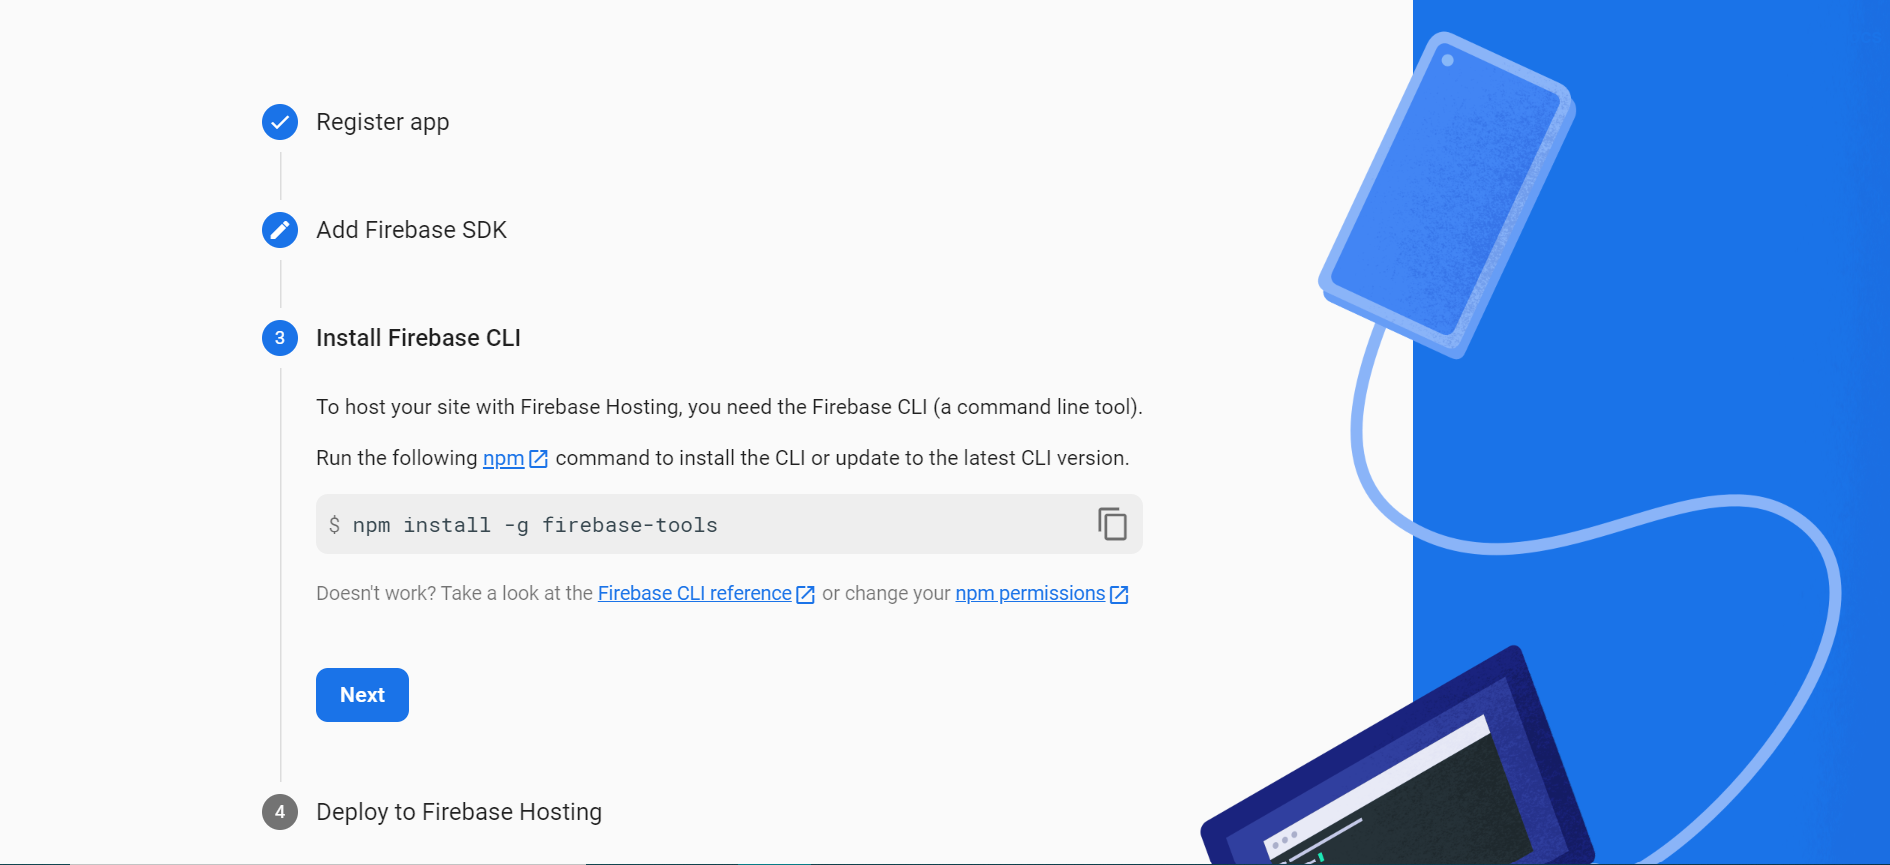 Register app
Add Firebase SDK
3
Install Firebase CLI
To host your site with Firebase Hosting, you need the Firebase CLI (a command line tool).
Run the following npm command to install the CLI or update to the latest CLI version.
$ npm install -g firebase-tools
Doesn't work? Take a look at the Firebase CLI reference or change your npm permissions
Next
4
Deploy to Firebase Hosting